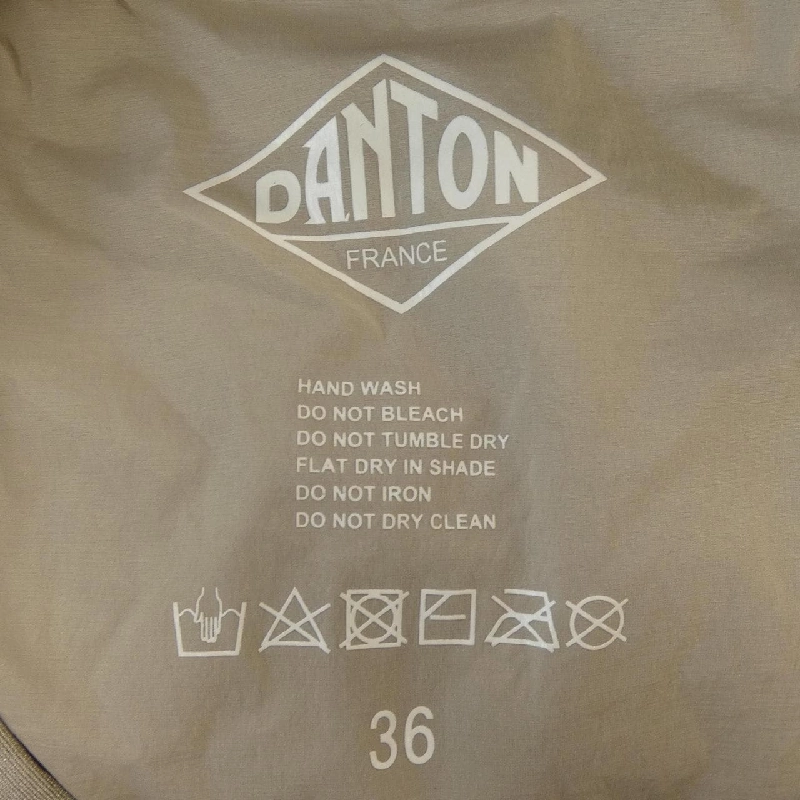 DANTON
FRANCE
HAND WASH
DO NOT BLEACH
DO NOT TUMBLE DRY
FLAT DRY IN SHADE
DO NOT IRON
DO NOT DRY CLEAN
36